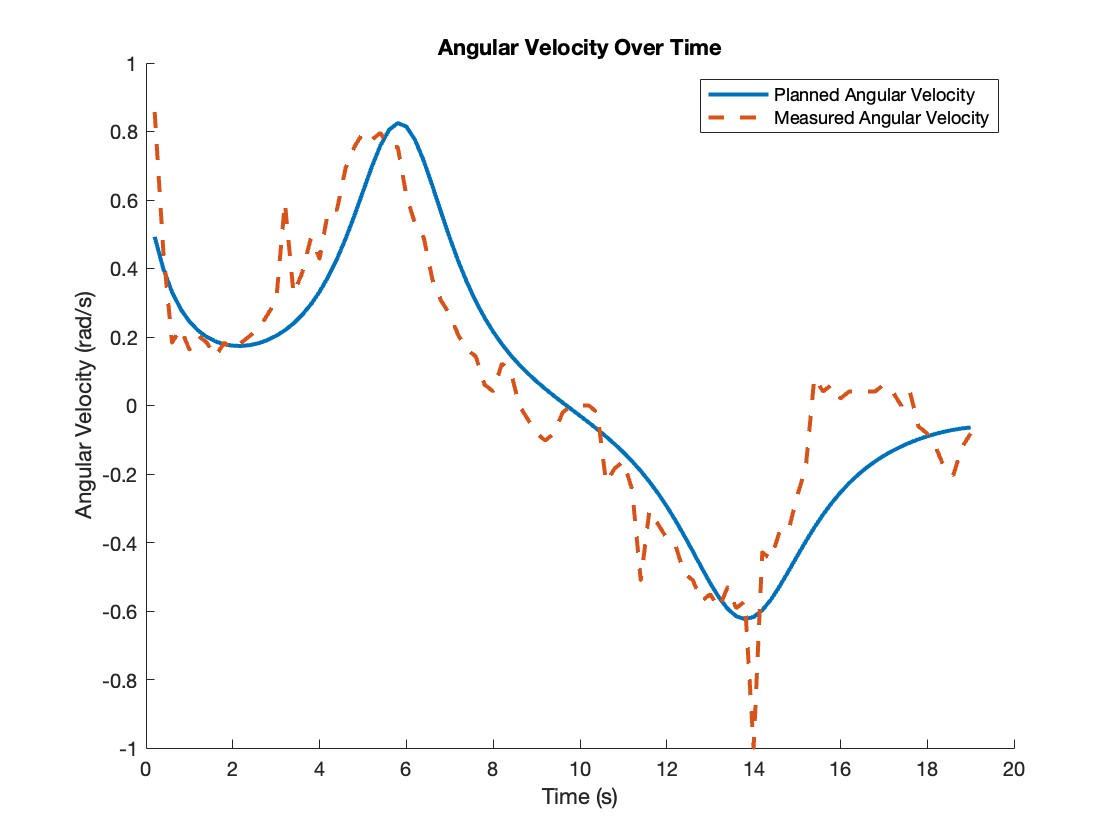 Angular Velocity Over Time
Planned Angular Velocity
Measured Angular Velocity
Angular Velocity (rad/s)
1
0.8
0.6
0.4
0.2
0
-0.2
-0.4
-0.6
-0.8
-1
0 2 4 6 8 10 12 14 16 18 20
Time (s)